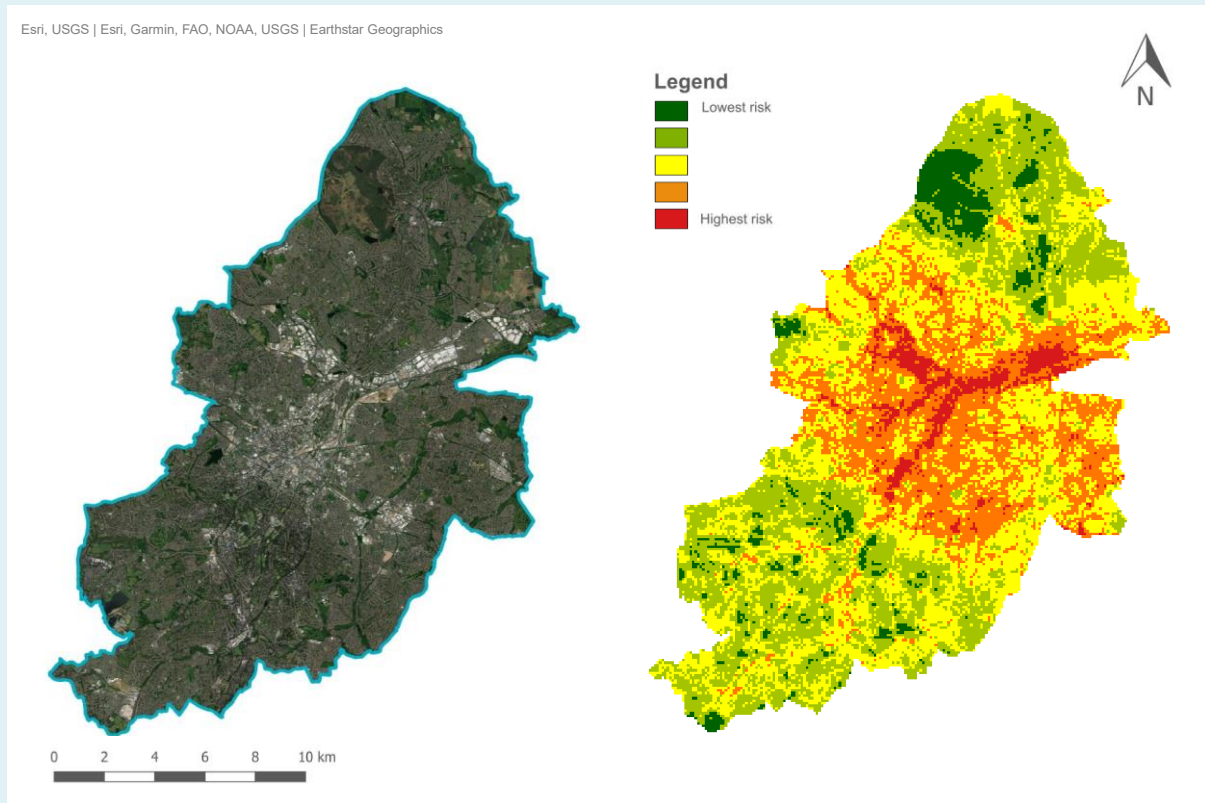 Esri, USGS | Esri, Garmin, FAO, NOAA, USGS | Earthstar Geographics
Legend
Lowest risk
Highest risk
N
0 2 4 6 8 10 km